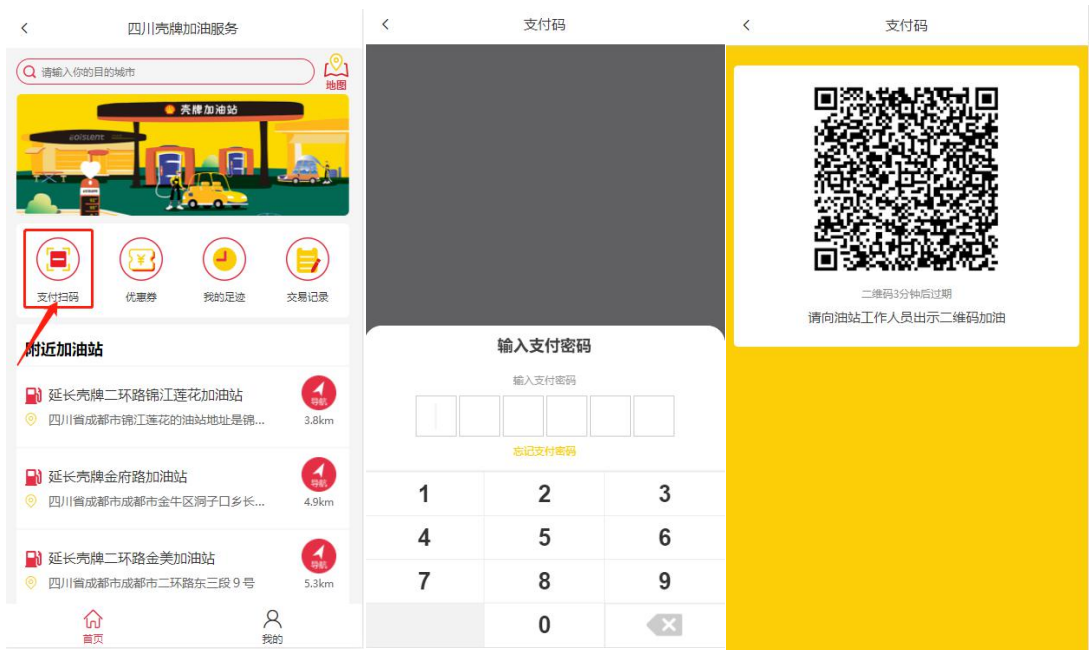 四川壳牌加油服务
请输入你的目的城市
地图
壳牌加油站
支付扫码
优惠券
我的足迹
交易记录
附近加油站
延长壳牌二环路锦江莲花加油站
导航
四川省成都市锦江莲花的油站地址是锦...
3.8km
延长壳牌金府路加油站
导航
四川省成都市成都市金牛区洞子口乡长...
4.9km
延长壳牌二环路金美加油站
导航
四川省成都市成都市二环路东三段9号
5.3km
首页
我的
支付码
输入支付密码
输入支付密码
忘记支付密码
1 2 3
4 5 6
7 8 9
0
支付码
二维码3分钟后过期
请向油站工作人员出示二维码加油